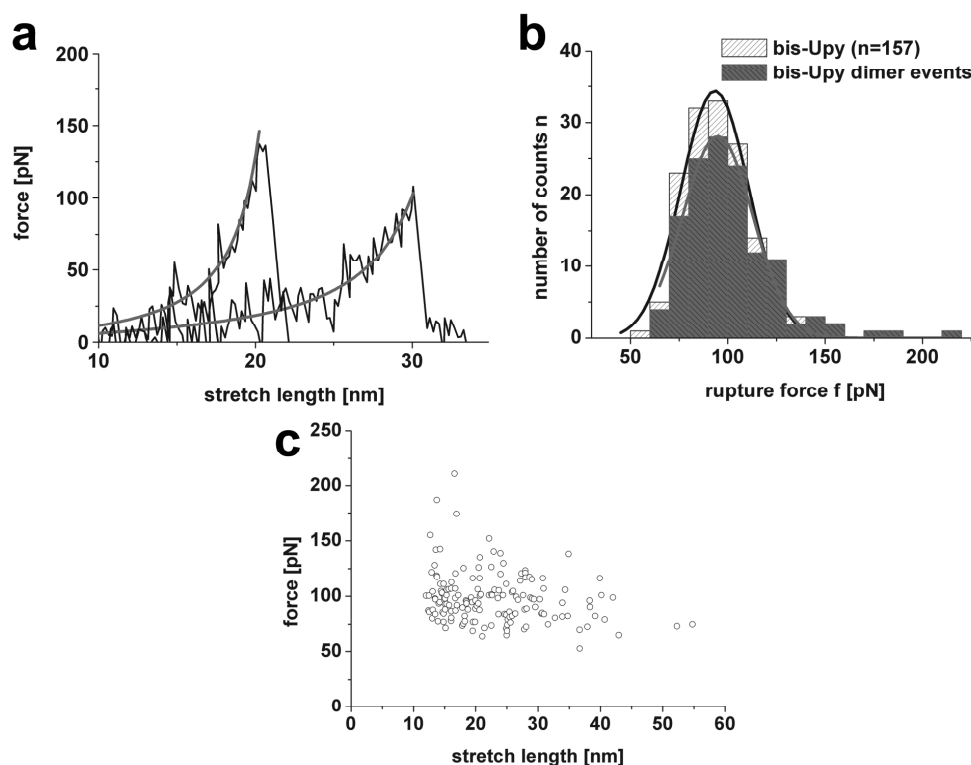 a
200
150
100
50
0
force [pN]
10 20 30
stretch length [nm]
b
bis-Upy (n=157)
bis-Upy dimer events
40
30
20
10
0
number of counts n
50 100 150 200
rupture force f [pN]
c
250
200
150
100
50
0
force [pN]
0 10 20 30 40 50 60
stretch length [nm]